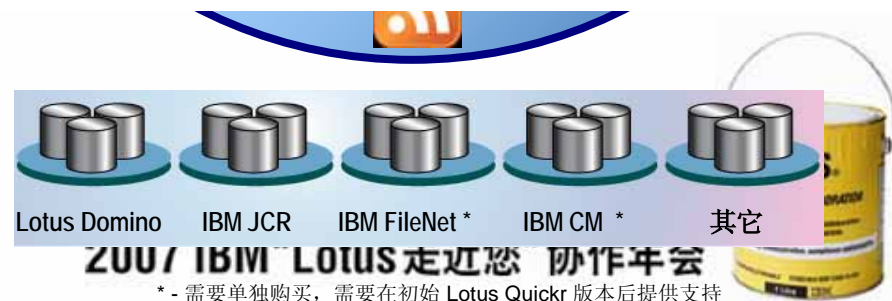 Lotus Domino IBM JCR IBM FileNet * IBM CM * 其它
2007 IBM Lotus 走近您 协作年会
* - 需要单独购买，需要在初始 Lotus Quickr 版本后提供支持